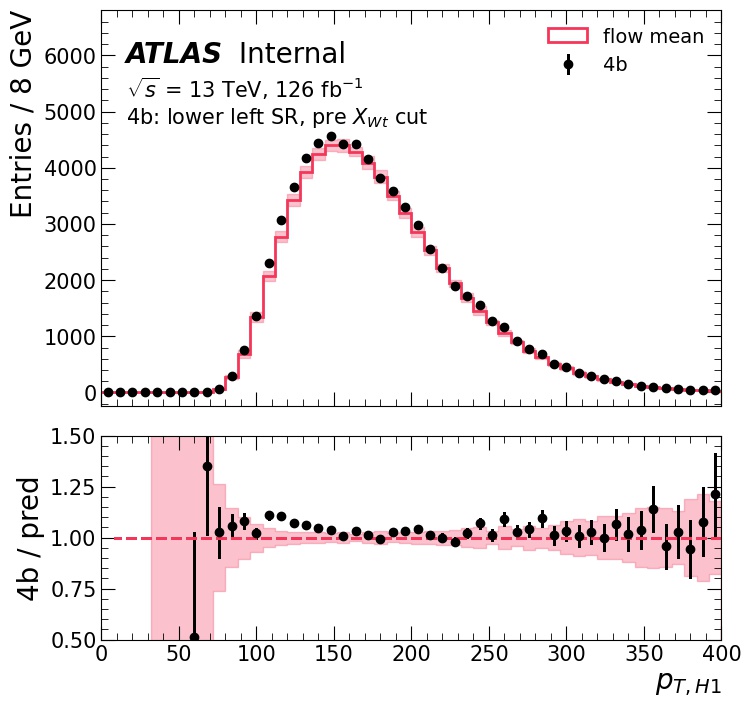 ATLAS Internal
√s = 13 TeV, 126 fb⁻¹
4b: lower left SR, pre X_Wt cut
flow mean
4b
Entries / 8 GeV
6000
5000
4000
3000
2000
1000
0
4b / pred
1.50
1.25
1.00
0.75
0.50
0 50 100 150 200 250 300 350 400
p_T,H1